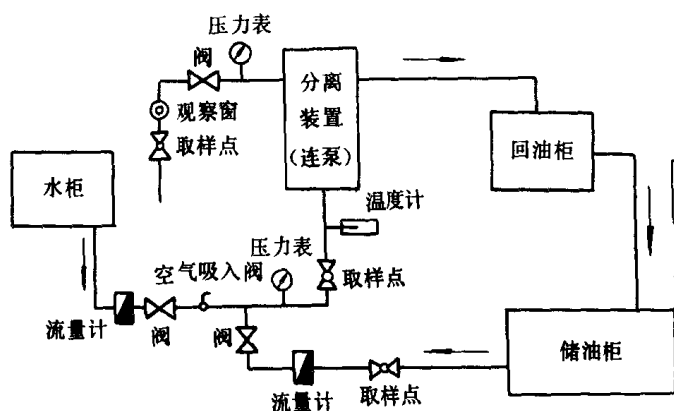 压力表
阀
分离
装置
(连泵)
观察窗
取样点
回油柜
水柜
温度计
压力表
空气吸入阀
取样点
流量计
阀
阀
储油柜
流量计
取样点